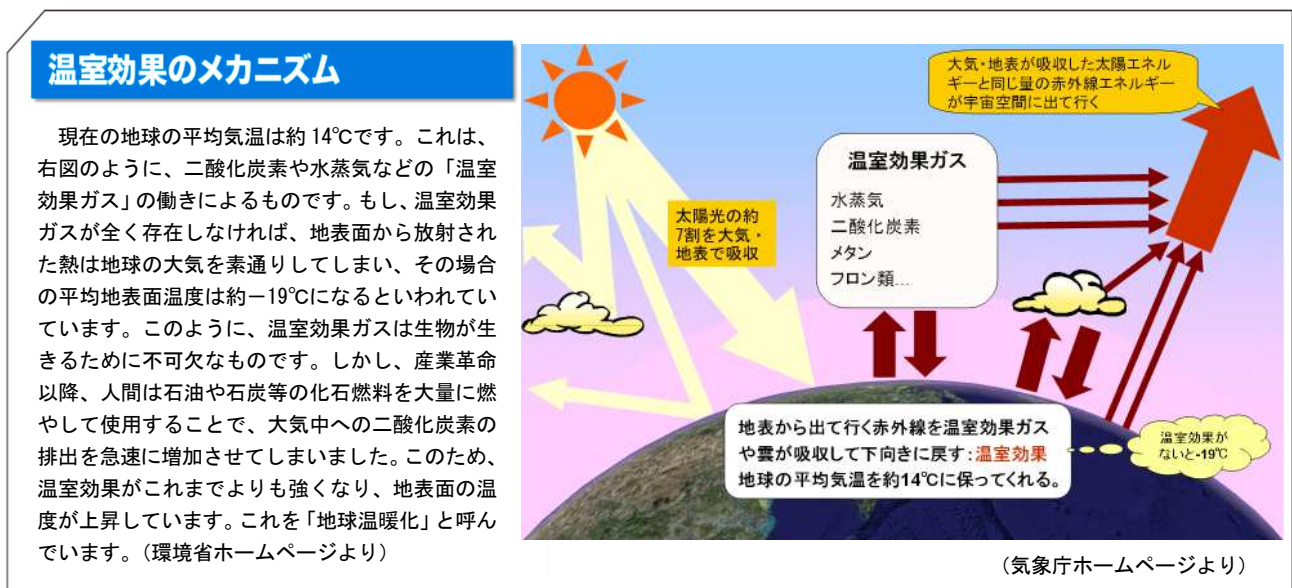 温室効果のメカニズム
現在の地球の平均気温は約 14℃です。これは、
右図のように、二酸化炭素や水蒸気などの「温室
効果ガス」の働きによるものです。もし、温室効果
ガスが全く存在しなければ、地表面から放射され
た熱は地球の大気を素通りしてしまい、その場合
の平均地表面温度は約－19℃になるといわれてい
ています。このように、温室効果ガスは生物が生
きるために不可欠なものです。しかし、産業革命
以降、人間は石油や石炭等の化石燃料を大量に燃
やして使用することで、大気中への二酸化炭素の
排出を急速に増加させてしまいました。このため、
温室効果がこれまでよりも強くなり、地表面の温
度が上昇しています。これを「地球温暖化」と呼ん
でいます。（環境省ホームページより）
大気・地表が吸収した太陽エネル
ギーと同じ量の赤外線エネルギー
が宇宙空間に出て行く
温室効果ガス
水蒸気
二酸化炭素
メタン
フロン類...
太陽光の約
7割を大気・
地表で吸収
地表から出て行く赤外線を温室効果ガス
や雲が吸収して下向きに戻す：温室効果
地球の平均気温を約14℃に保ってくれる。
温室効果が
ないと-19℃
（気象庁ホームページより）